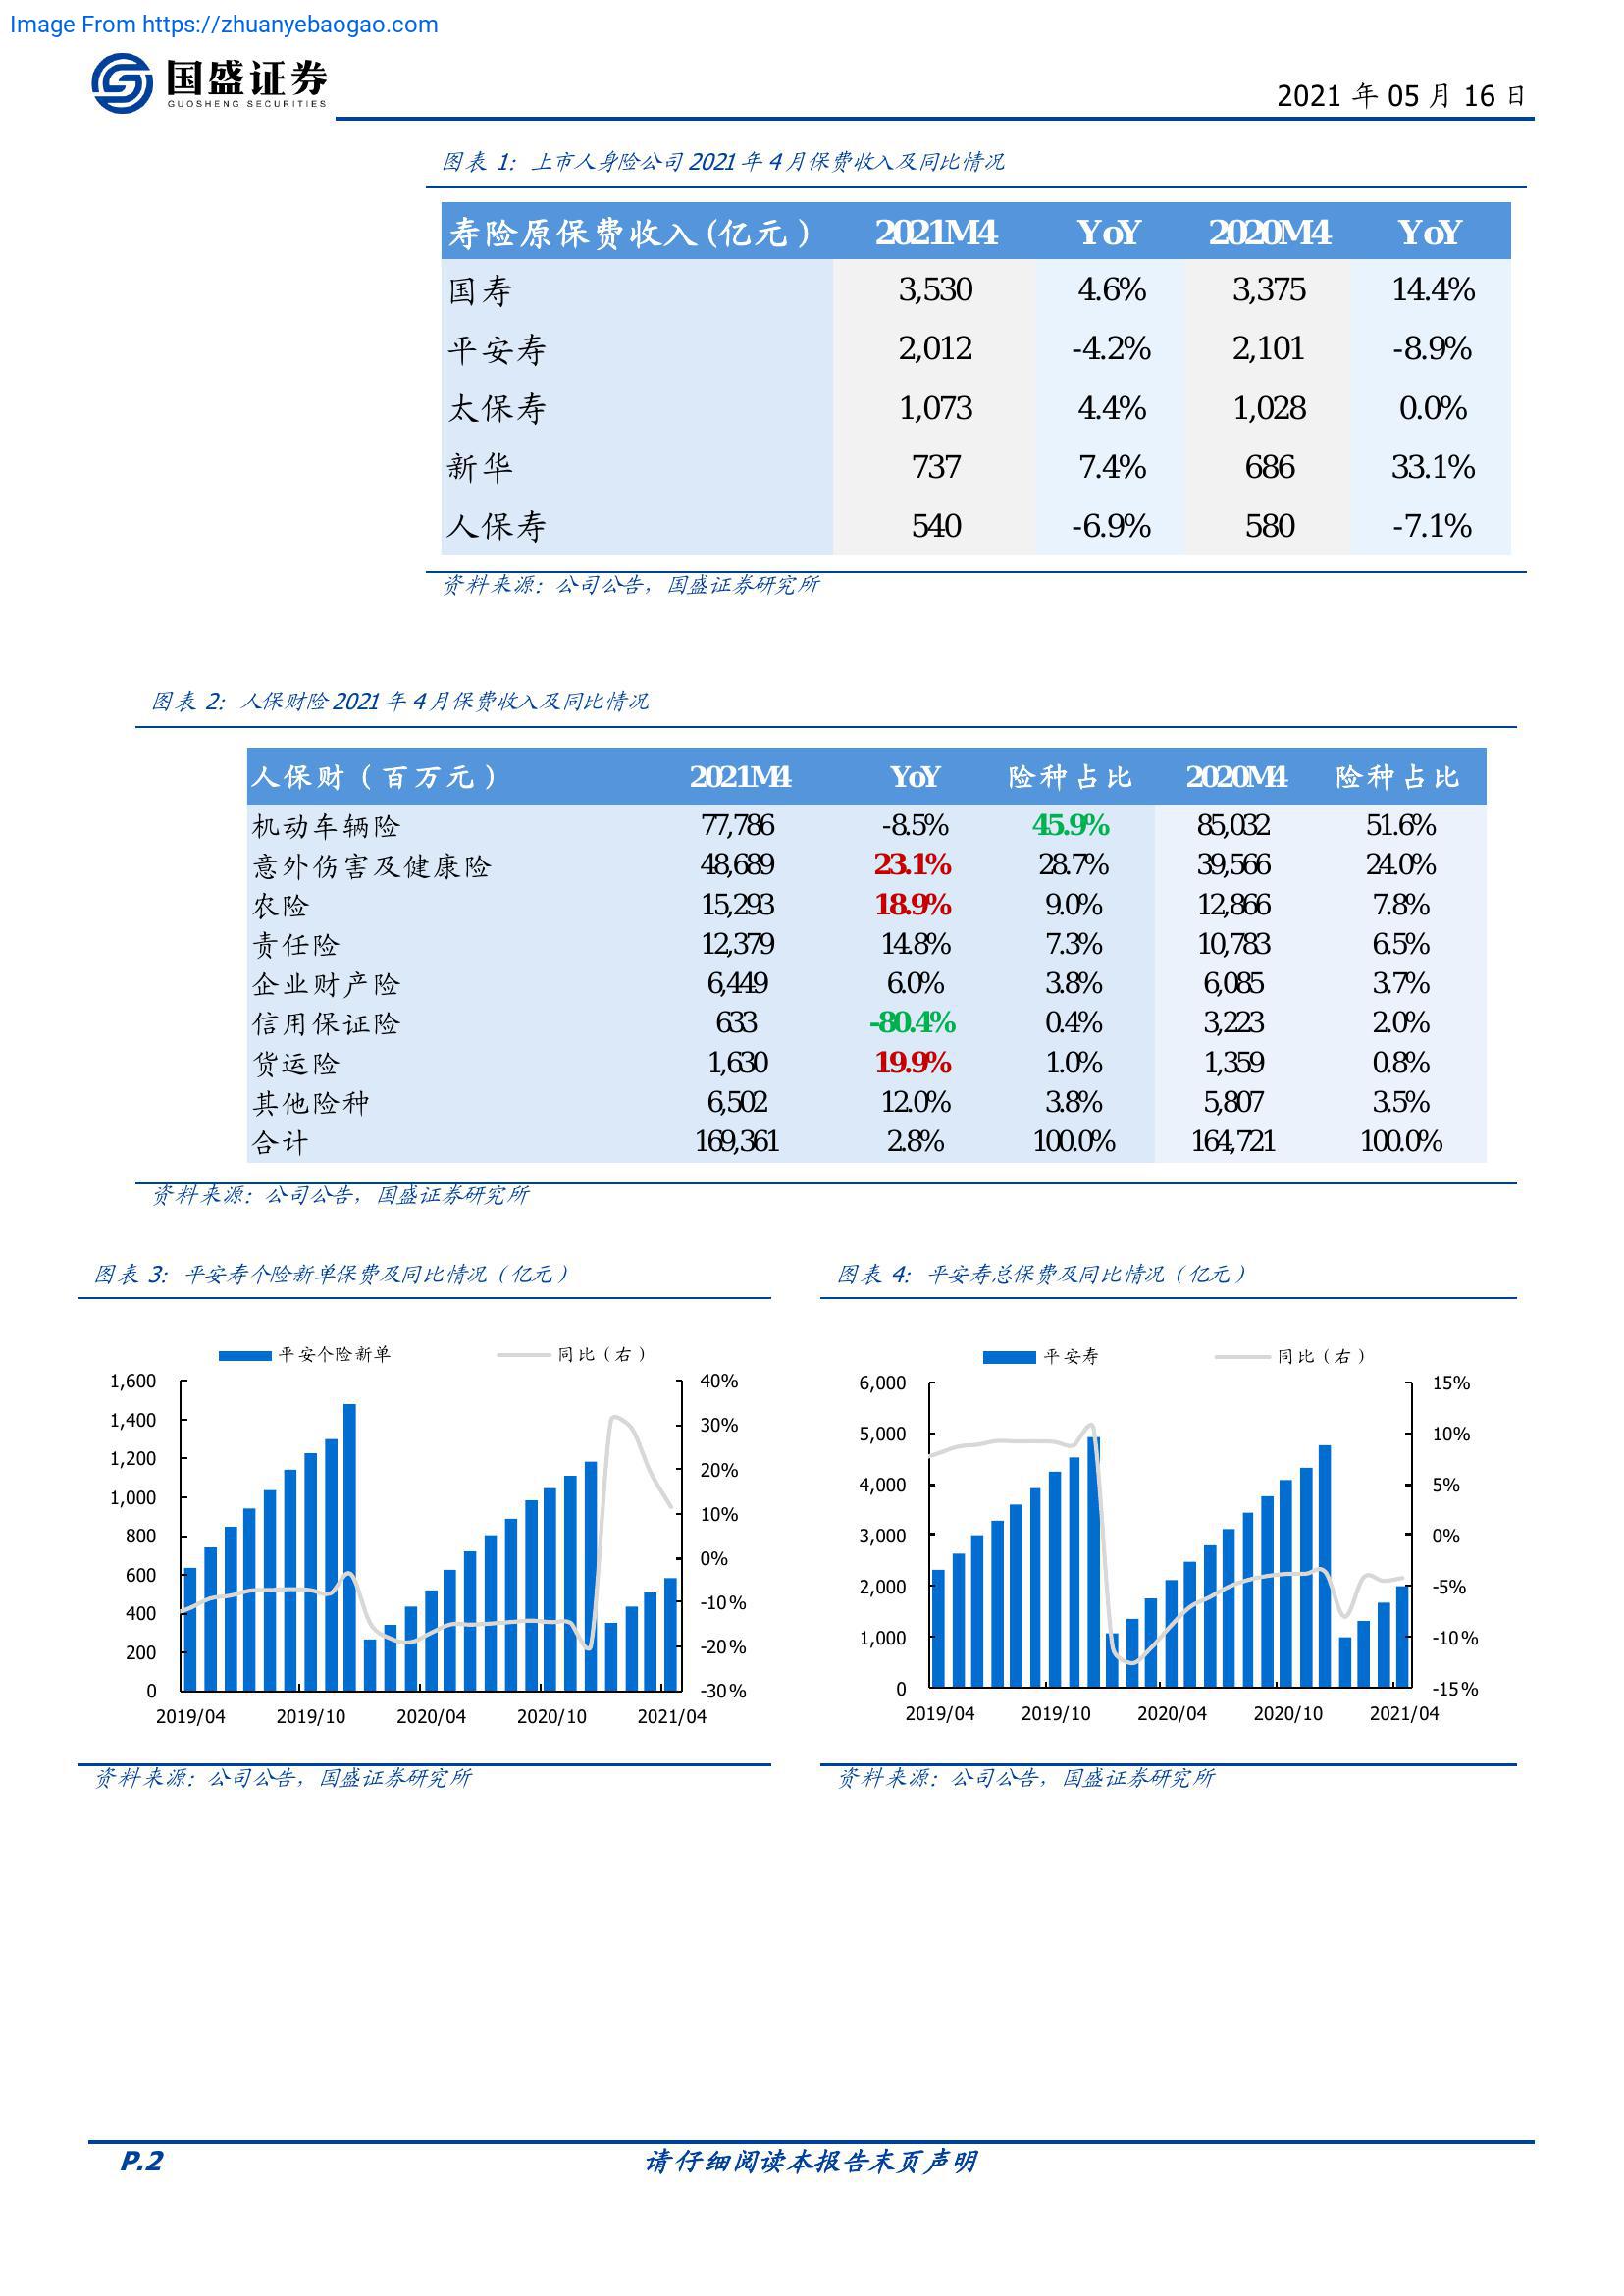 Image From https://zhuanyebaogao.com
国盛证券
GUOSHENG SECURITIES
2021 年 05 月 16 日
图表 1: 上市人身险公司 2021 年 4 月保费收入及同比情况
寿险原保费收入(亿元) 2021M4 YoY 2020M4 YoY
国寿 3,530 4.6% 3,375 14.4%
平安寿 2,012 -4.2% 2,101 -8.9%
太保寿 1,073 4.4% 1,028 0.0%
新华 737 7.4% 686 33.1%
人保寿 540 -6.9% 580 -7.1%
资料来源：公司公告，国盛证券研究所
图表 2: 人保财险 2021 年 4 月保费收入及同比情况
人保财（百万元） 2021M4 YoY 险种占比 2020M4 险种占比
机动车辆险 77,786 -8.5% 45.9% 85,032 51.6%
意外伤害及健康险 48,689 23.1% 28.7% 39,566 24.0%
农险 15,293 18.9% 9.0% 12,866 7.8%
责任险 12,379 14.8% 7.3% 10,783 6.5%
企业财产险 6,449 6.0% 3.8% 6,085 3.7%
信用保证险 633 -80.4% 0.4% 3,223 2.0%
货运险 1,630 19.9% 1.0% 1,359 0.8%
其他险种 6,502 12.0% 3.8% 5,807 3.5%
合计 169,361 2.8% 100.0% 164,721 100.0%
资料来源：公司公告，国盛证券研究所
图表 3: 平安寿个险新单保费及同比情况（亿元）
平安个险新单 同比（右）
1,600 40%
1,400 30%
1,200 20%
1,000 10%
800 0%
600 -10%
400 -20%
200 -30%
0
2019/04 2019/10 2020/04 2020/10 2021/04
资料来源：公司公告，国盛证券研究所
图表 4: 平安寿总保费及同比情况（亿元）
平安寿 同比（右）
6,000 15%
5,000 10%
4,000 5%
3,000 0%
2,000 -5%
1,000 -10%
0 -15%
2019/04 2019/10 2020/04 2020/10 2021/04
资料来源：公司公告，国盛证券研究所
P.2 请仔细阅读本报告末页声明